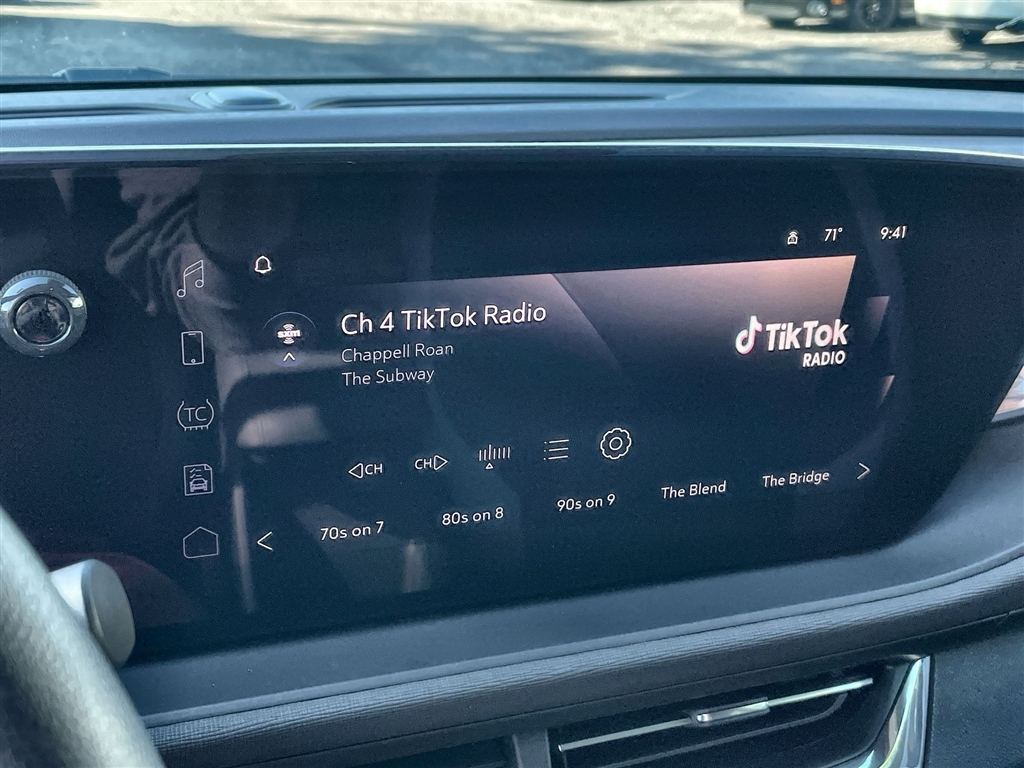 71° 9:41
sxm
Ch 4 TikTok Radio
Chappell Roan
The Subway
TikTok
RADIO
TC
CH CH
70s on 7 80s on 8 90s on 9 The Blend The Bridge